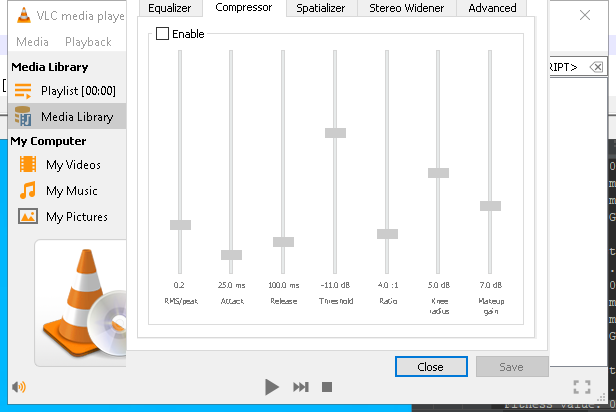 VLC media playe
Equalizer Compressor Spatializer Stereo Widener Advanced
Media Playback
Enable
Media Library
RIPT>
Playlist [00:00]
Media Library
My Computer
My Videos
My Music
My Pictures
0.2 25.0 ms 100.0 ms -11.0 dB 4.0 :1 5.0 dB 7.0 dB
RMS/peak Attack Release Threshold Ratio Knee radius Makeup gain
Close Save
Fitness value: 0